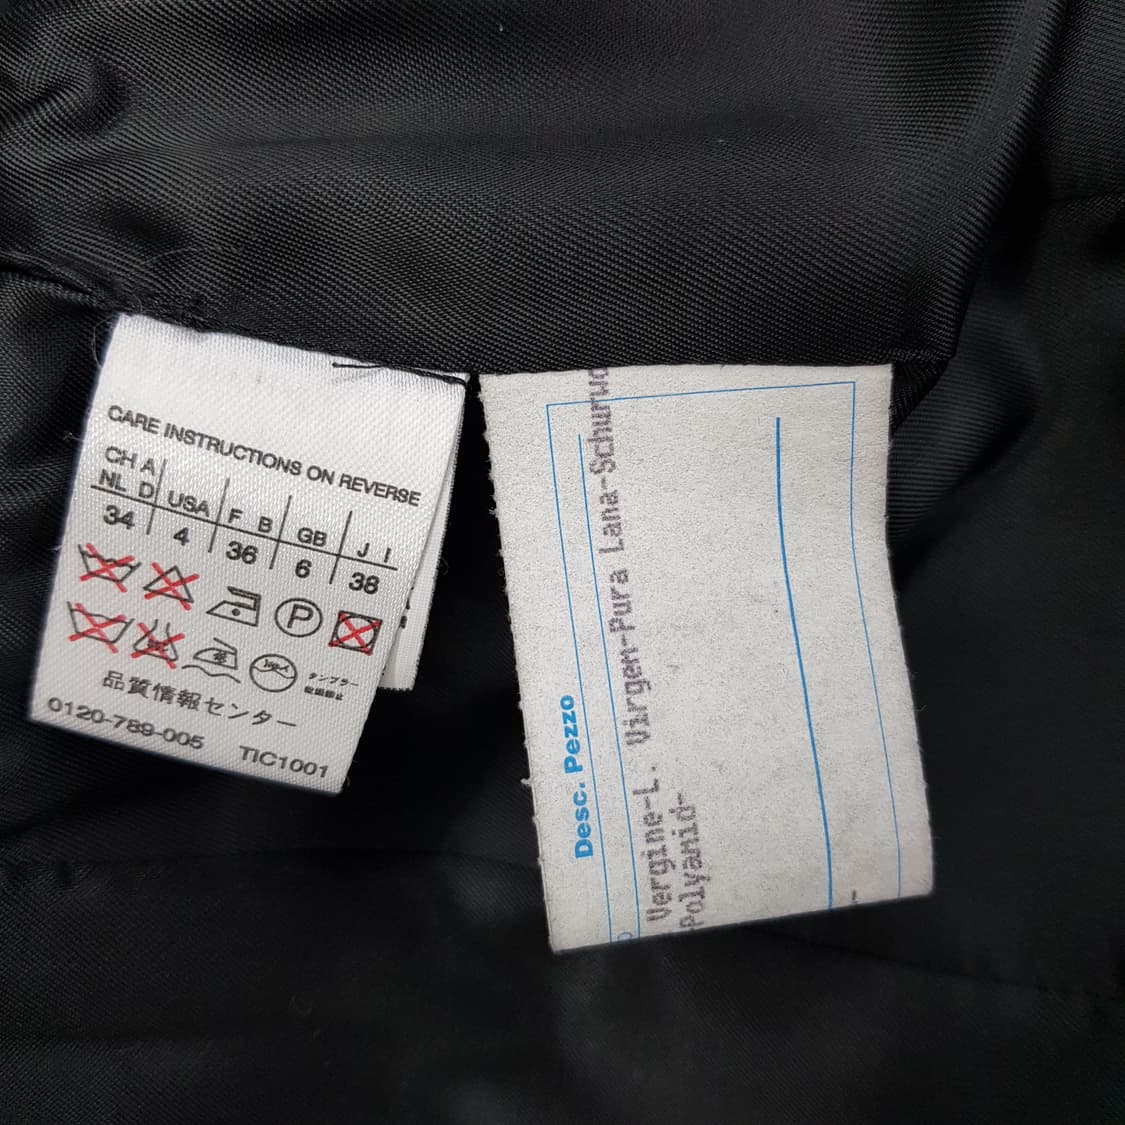 CARE INSTRUCTIONS ON REVERSE
CH A
NL D USA F B GB J I
34 4 36 6 38
P
品質情報センター
0120-789-005 TIC1001
Desc. Pezzo
Vergine-L. Virgen-Pura Lana-Schurwo
-Polyamid-